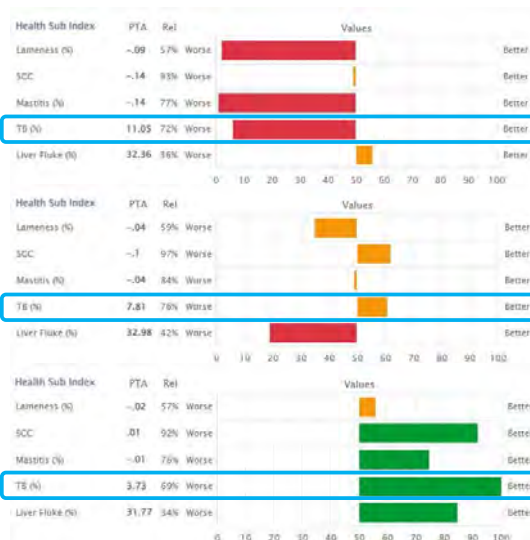 Health Sub Index PTA Rel Values
Lameness (%) -.09 57% Worse Better
SCC -.14 93% Worse Better
Mastitis (%) -.14 77% Worse Better
TB (%) 11.05 72% Worse Better
Liver Fluke (%) 32.36 56% Worse Better
0 10 20 30 40 50 60 70 80 90 100
Health Sub Index PTA Rel Values
Lameness (%) -.04 59% Worse Better
SCC -.1 97% Worse Better
Mastitis (%) -.04 84% Worse Better
TB (%) 7.81 76% Worse Better
Liver Fluke (%) 32.98 42% Worse Better
0 10 20 30 40 50 60 70 80 90 100
Health Sub Index PTA Rel Values
Lameness (%) -.02 57% Worse Better
SCC .01 92% Worse Better
Mastitis (%) -.01 76% Worse Better
TB (%) 3.73 69% Worse Better
Liver Fluke (%) 31.77 34% Worse Better
0 10 20 30 40 50 60 70 80 90 100